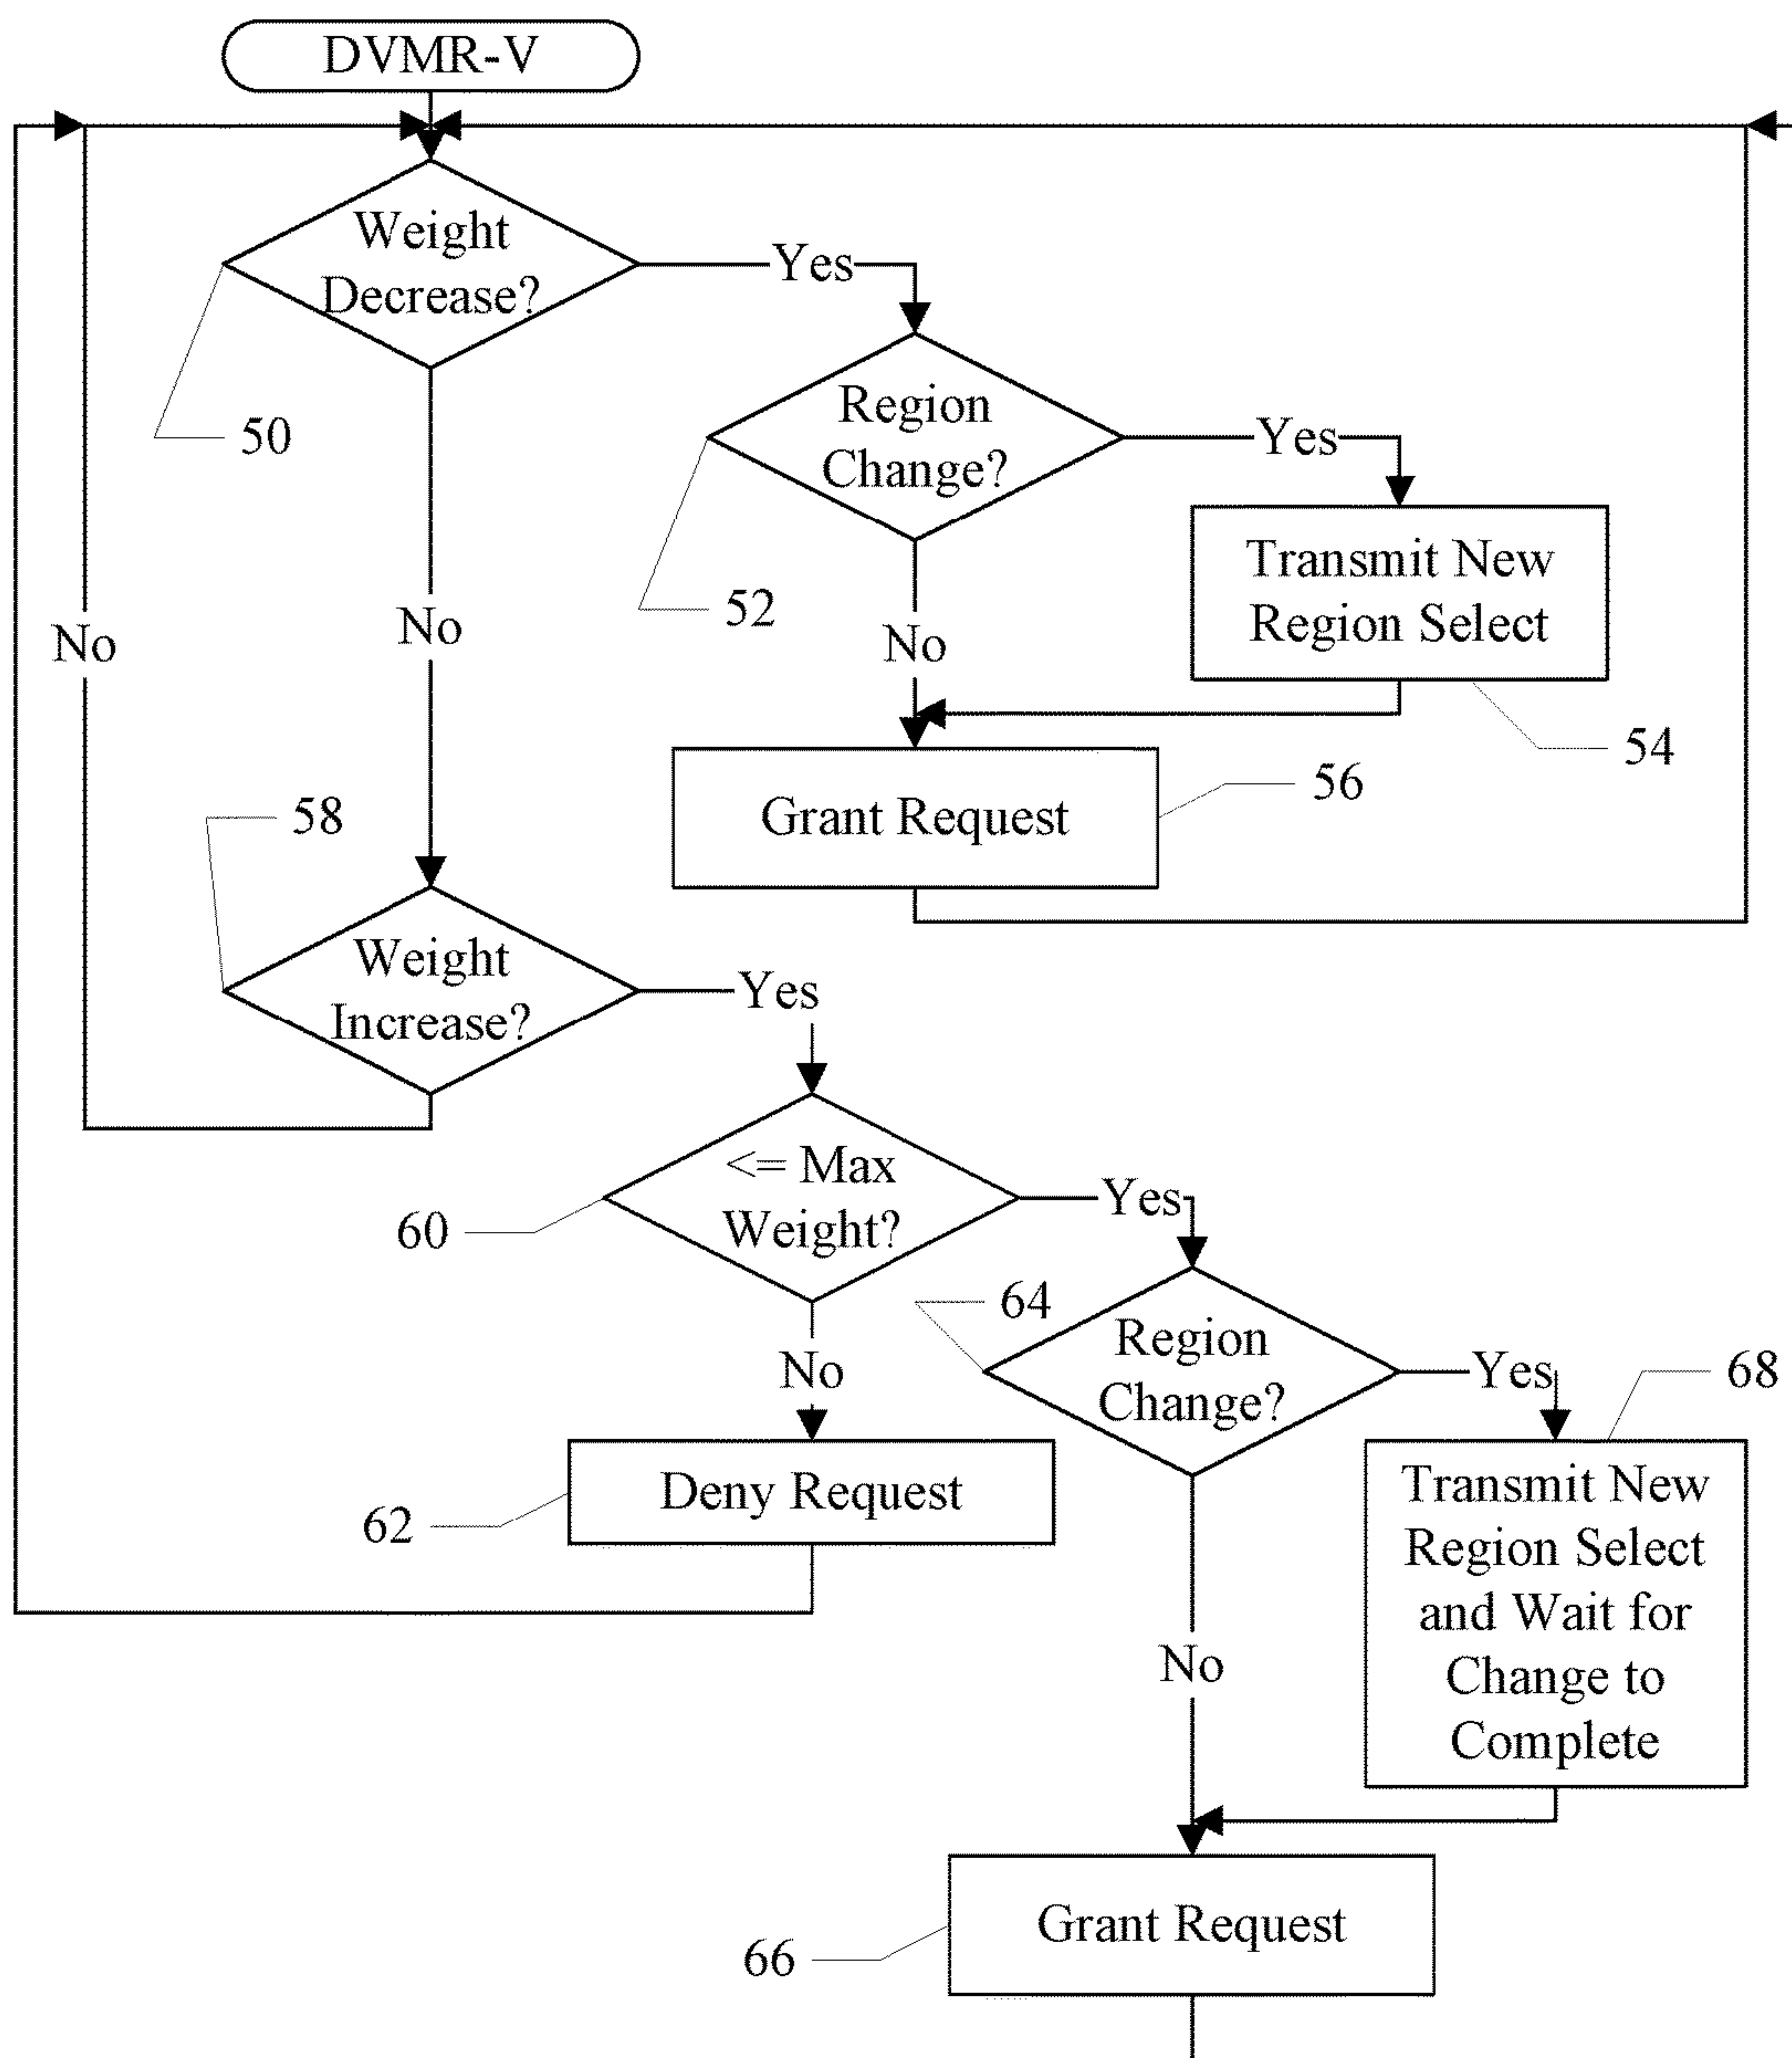 DVMR-V
Weight
Decrease?
Yes
50
Region
Change?
Yes
52
Transmit New
Region Select
54
No
No
No
Grant Request
56
58
Weight
Increase?
Yes
<= Max
Weight?
Yes
60
No
Deny Request
62
64
Region
Change?
Yes
68
Transmit New
Region Select
and Wait for
Change to
Complete
No
Grant Request
66